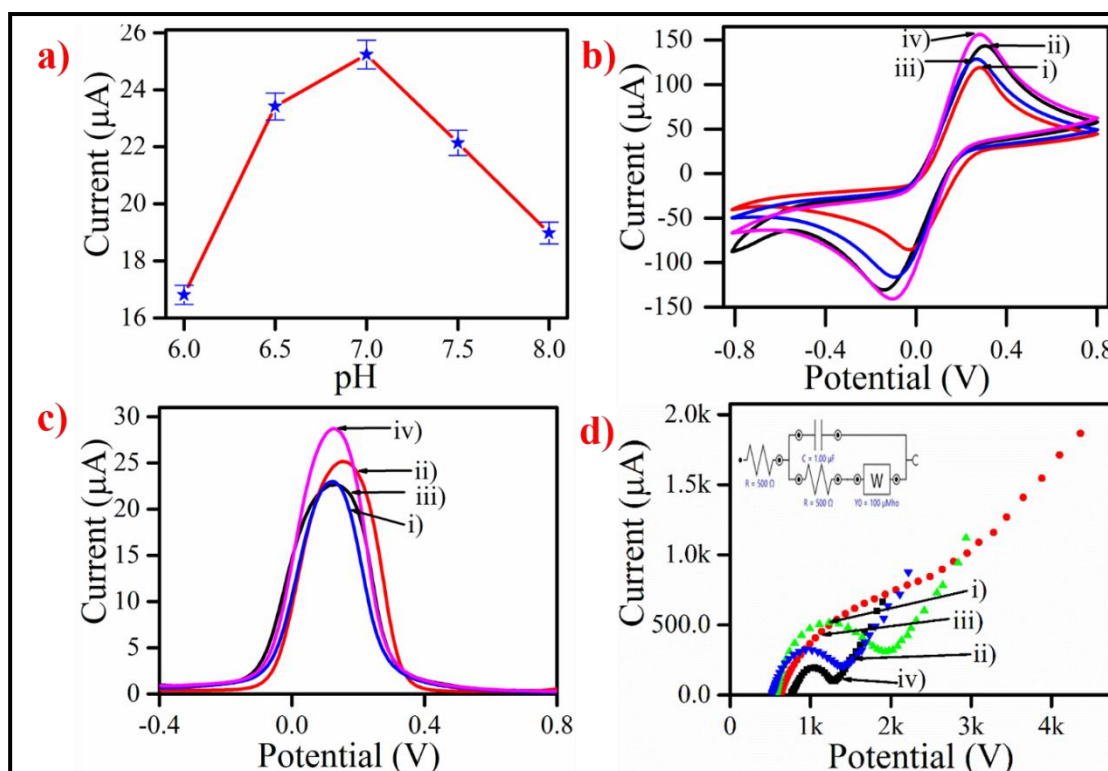 a)
26
24
22
20
18
16
Current (µA)
6.0 6.5 7.0 7.5 8.0
pH
b)
150
100
50
0
-50
-100
-150
Current (µA)
iv)
ii)
iii)
i)
-0.8 -0.4 0.0 0.4 0.8
Potential (V)
c)
30
25
20
15
10
5
0
Current (µA)
iv)
ii)
iii)
i)
-0.4 0.0 0.4 0.8
Potential (V)
d)
2.0k
1.5k
1.0k
500.0
0.0
Current (µA)
C = 1.00 µF
R = 500 Ω
W
R = 500 Ω
Y0 = 100 µMho
i)
iii)
ii)
iv)
0 1k 2k 3k 4k
Potential (V)